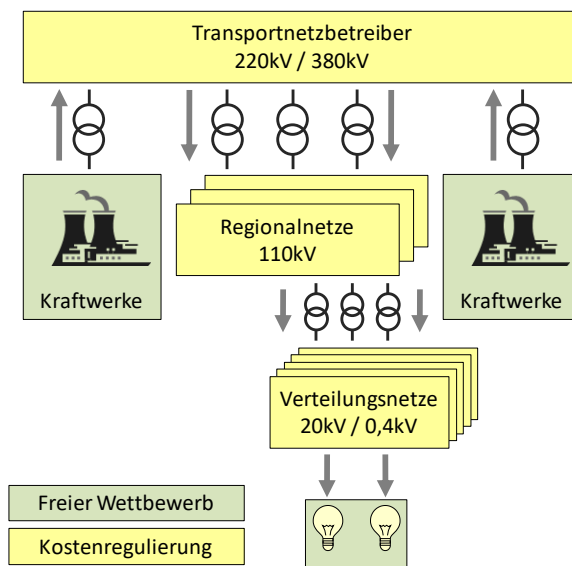 Transportnetzbetreiber
220kV / 380kV
Regionalnetze
110kV
Kraftwerke
Kraftwerke
Verteilungsnetze
20kV / 0,4kV
Freier Wettbewerb
Kostenregulierung